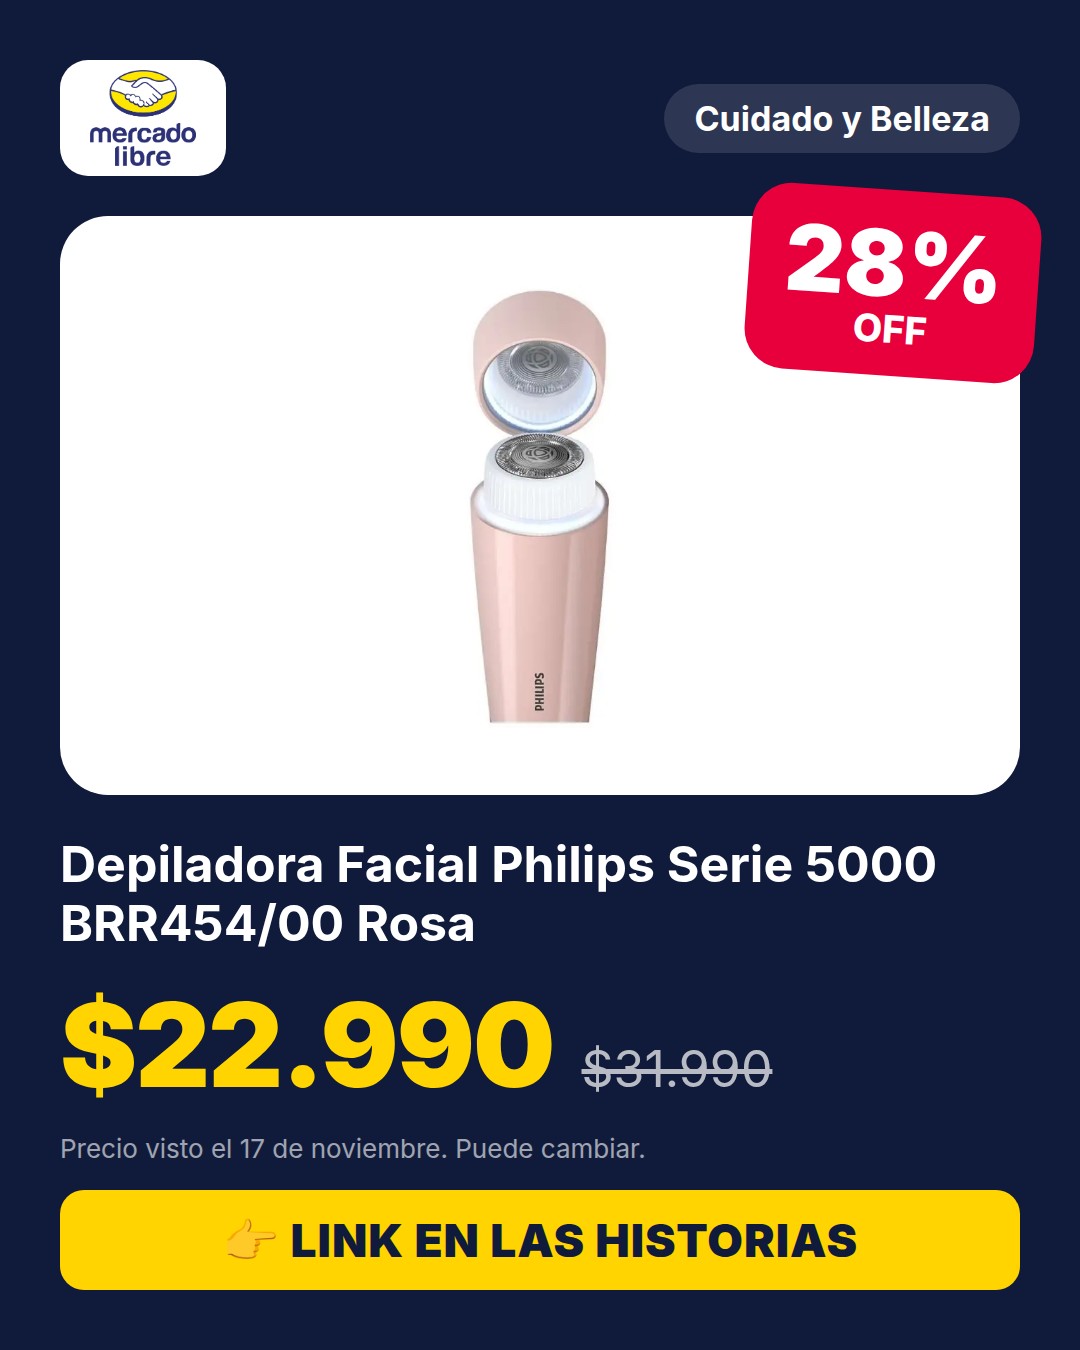 mercado
libre
Cuidado y Belleza
28%
OFF
PHILIPS
Depiladora Facial Philips Serie 5000
BRR454/00 Rosa
$22.990 $31.990
Precio visto el 17 de noviembre. Puede cambiar.
👉 LINK EN LAS HISTORIAS